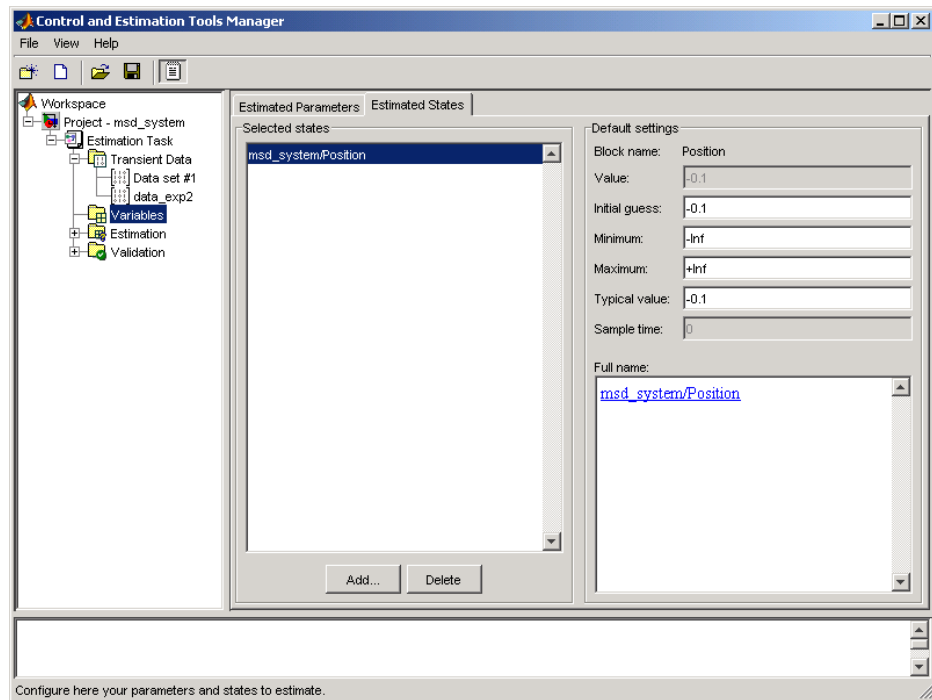 Control and Estimation Tools Manager
File View Help
Workspace
Project - msd_system
Estimation Task
Transient Data
Data set #1
data_exp2
Variables
Estimation
Validation
Estimated Parameters Estimated States
Selected states
msd_system/Position
Add... Delete
Default settings
Block name: Position
Value: -0.1
Initial guess: -0.1
Minimum: -Inf
Maximum: +Inf
Typical value: -0.1
Sample time: 0
Full name:
msd_system/Position
Configure here your parameters and states to estimate.